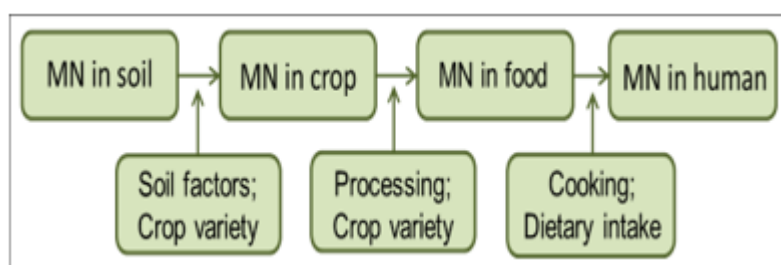 MN in soil
MN in crop
MN in food
MN in human
Soil factors;
Crop variety
Processing;
Crop variety
Cooking;
Dietary intake